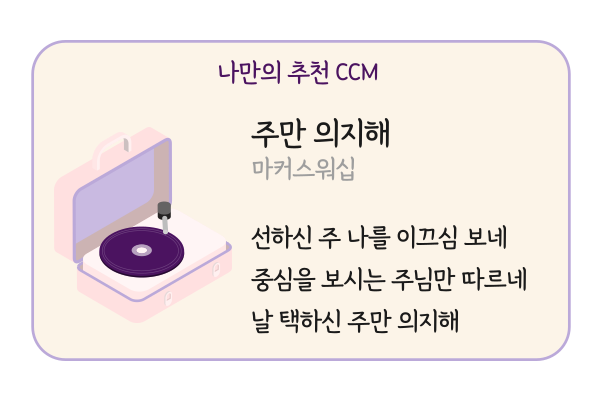 나만의 추천 CCM
주만 의지해
마커스워십
선하신 주 나를 이끄심 보네
중심을 보시는 주님만 따르네
날 택하신 주만 의지해